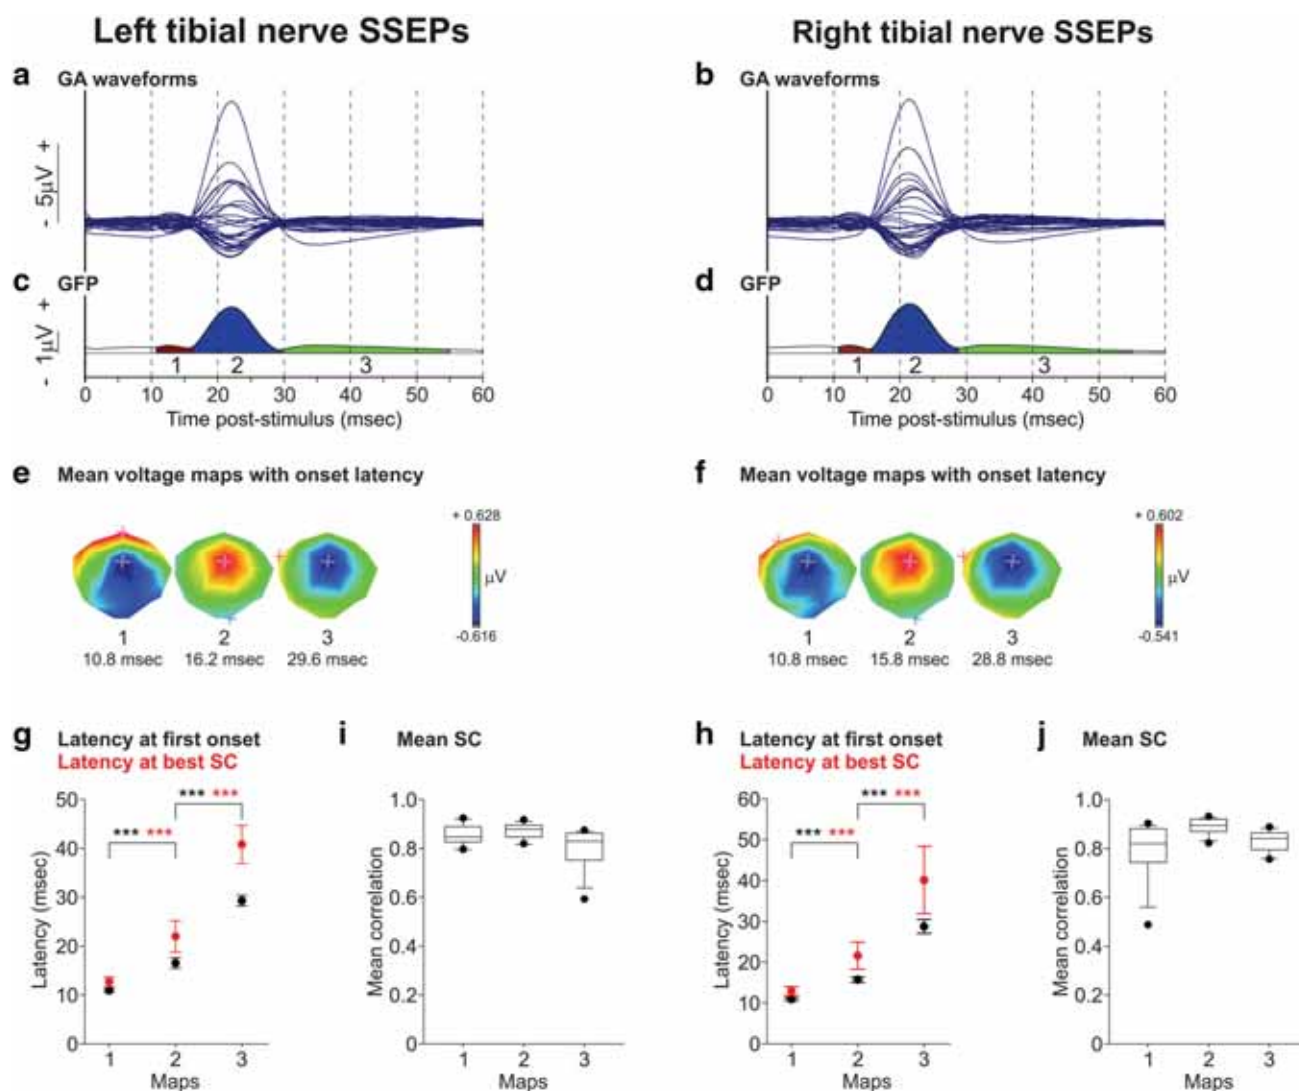 Left tibial nerve SSEPs
Right tibial nerve SSEPs
a GA waveforms
- 5µV +
b GA waveforms
c GFP
- 1µV +
1 2 3
0 10 20 30 40 50 60
Time post-stimulus (msec)
d GFP
1 2 3
0 10 20 30 40 50 60
Time post-stimulus (msec)
e Mean voltage maps with onset latency
+ 0.628
µV
-0.616
1 2 3
10.8 msec 16.2 msec 29.6 msec
f Mean voltage maps with onset latency
+ 0.602
µV
-0.541
1 2 3
10.8 msec 15.8 msec 28.8 msec
g Latency at first onset
Latency at best SC
*** ***
*** ***
Latency (msec)
50
40
30
20
10
0
1 2 3
Maps
i Mean SC
Mean correlation
1.0
0.8
0.6
0.4
0.2
0
1 2 3
Maps
h Latency at first onset
Latency at best SC
*** ***
*** ***
Latency (msec)
60
50
40
30
20
10
0
1 2 3
Maps
j Mean SC
Mean correlation
1.0
0.8
0.6
0.4
0.2
0
1 2 3
Maps